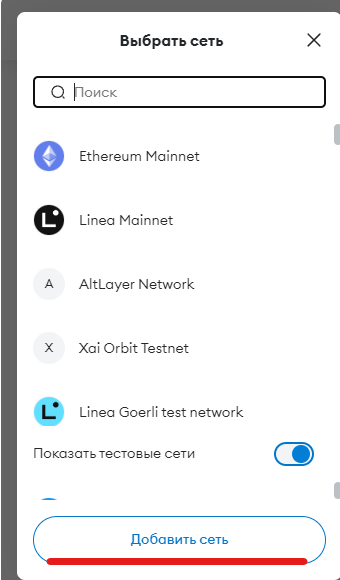 Выбрать сеть
Поиск
Ethereum Mainnet
L Linea Mainnet
A AltLayer Network
X Xai Orbit Testnet
L Linea Goerli test network
Показать тестовые сети
Добавить сеть